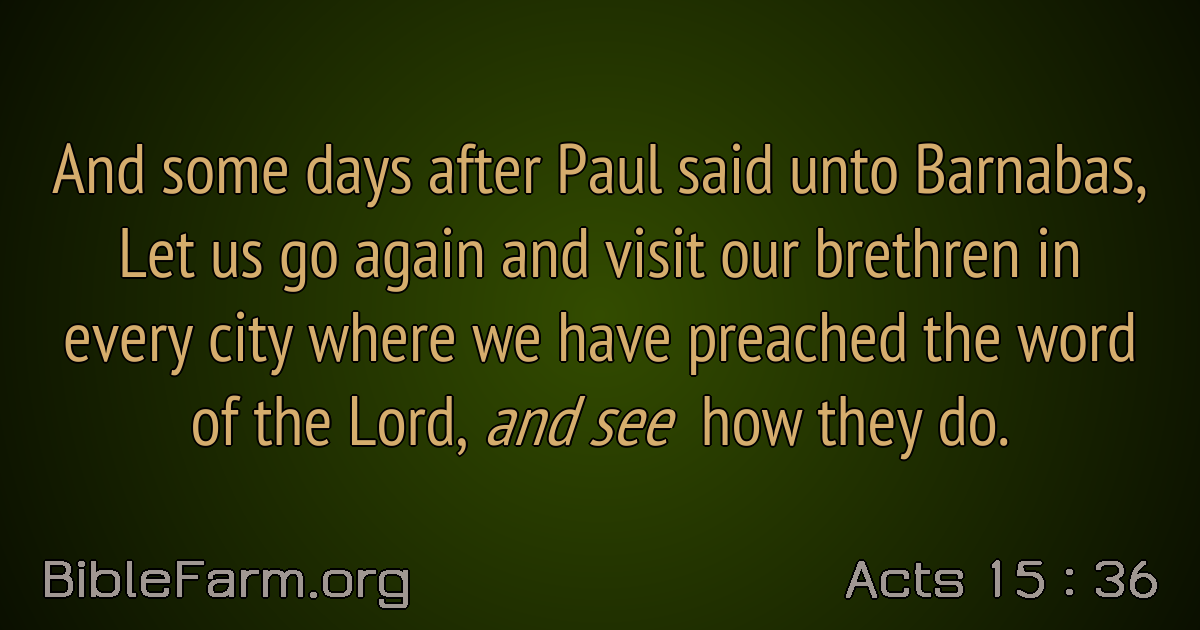 And some days after Paul said unto Barnabas,
Let us go again and visit our brethren in
every city where we have preached the word
of the Lord, and see how they do.
BibleFarm.org
Acts 15 : 36